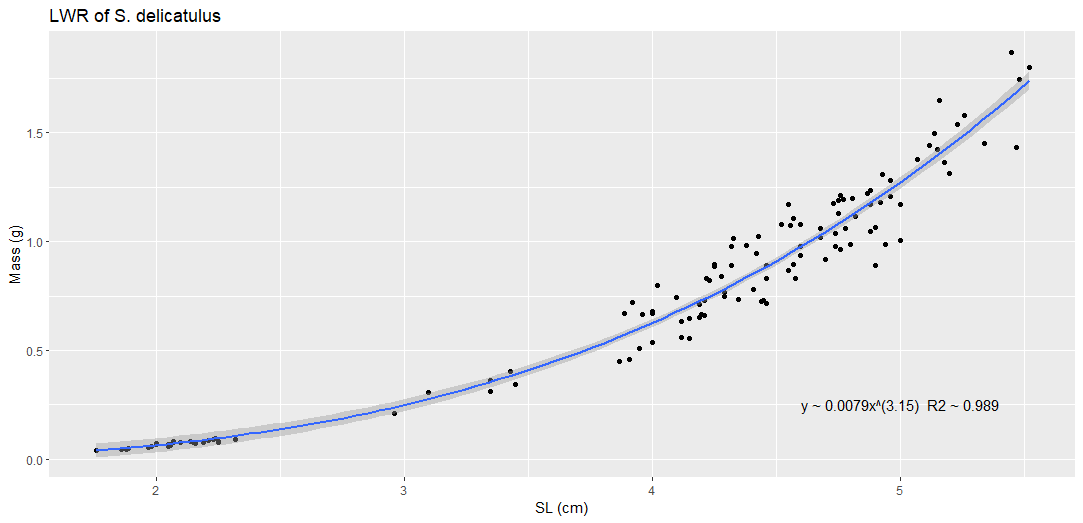 LWR of S. delicatulus
Mass (g)
1.5
1.0
0.5
0.0
y ~ 0.0079x^(3.15)  R2 ~ 0.989
2
3
4
5
SL (cm)